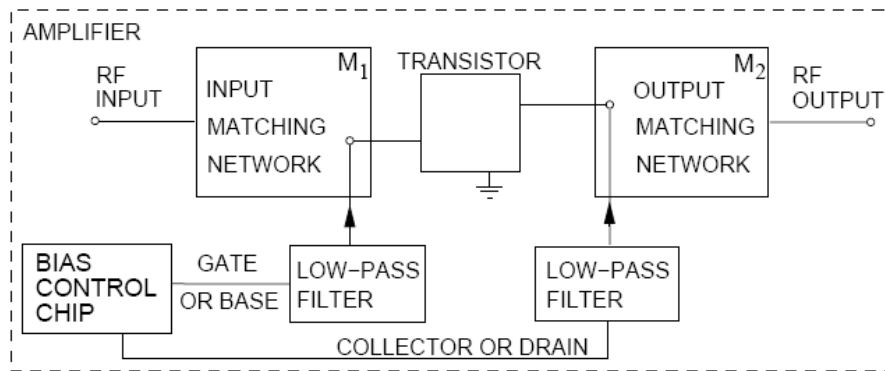 AMPLIFIER
RF
INPUT
INPUT
MATCHING
NETWORK
M1
TRANSISTOR
M2
OUTPUT
MATCHING
NETWORK
RF
OUTPUT
BIAS
CONTROL
CHIP
GATE
OR BASE
LOW−PASS
FILTER
LOW−PASS
FILTER
COLLECTOR OR DRAIN